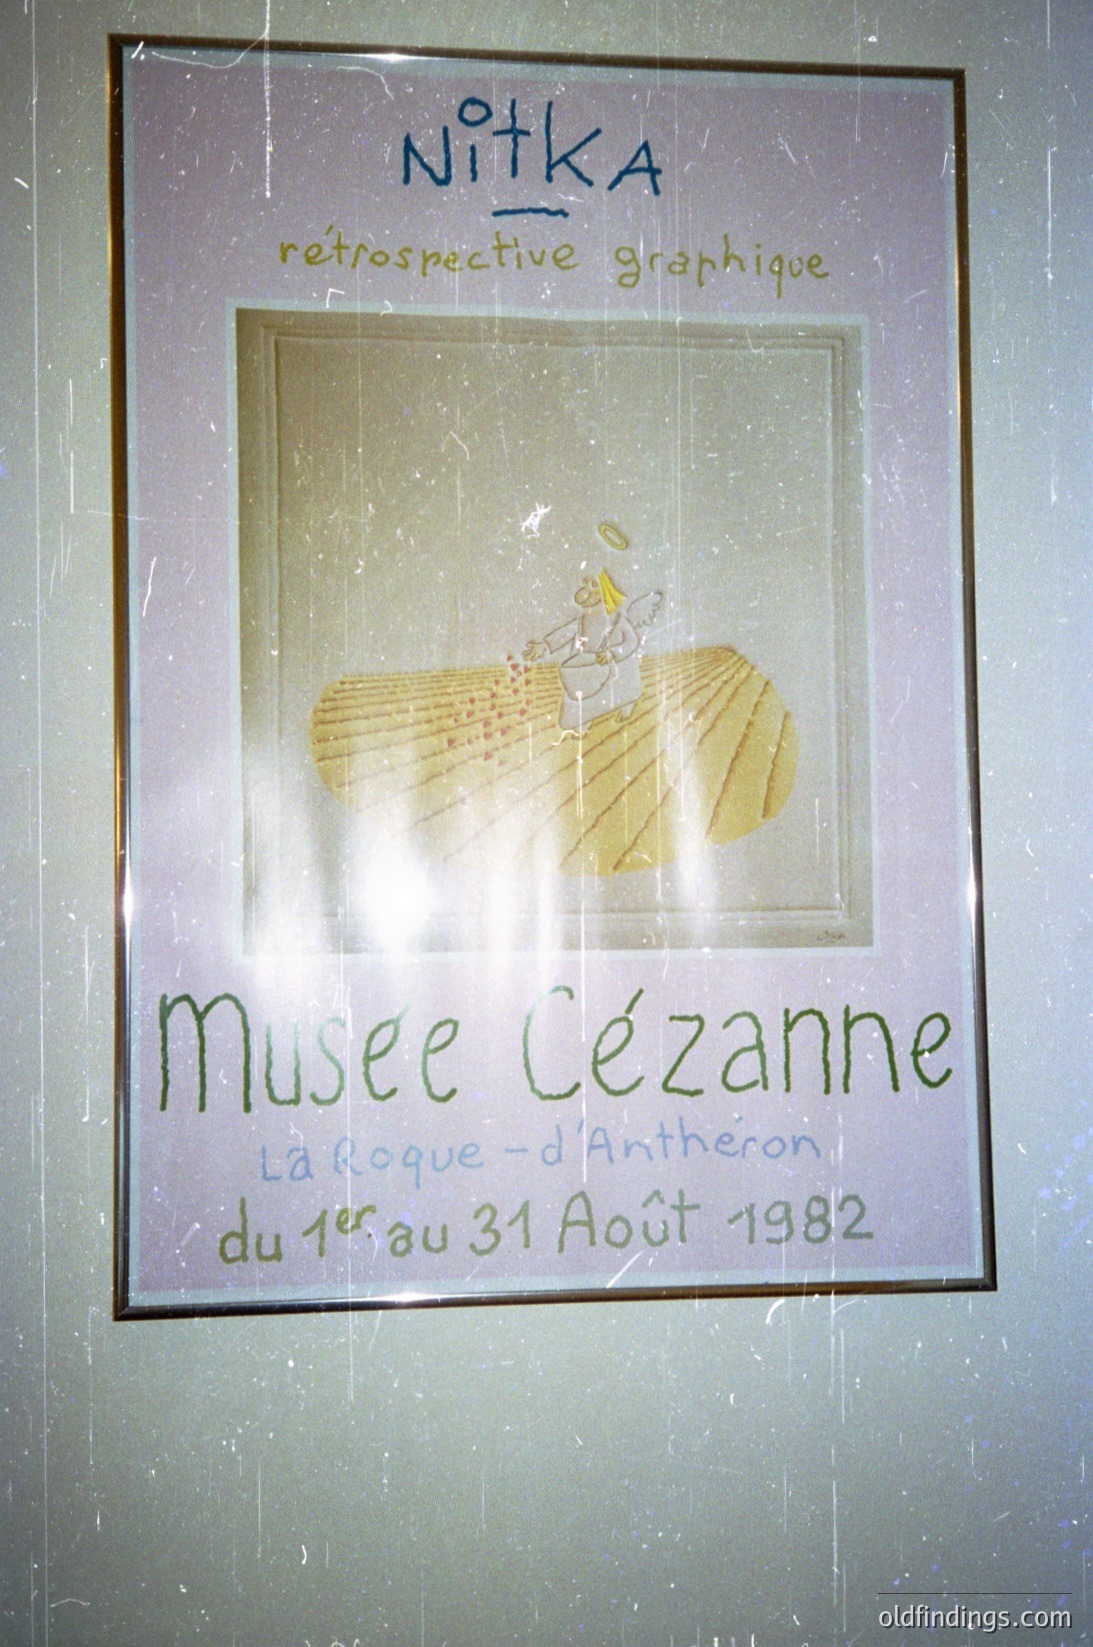 NitKA
rétrospective graphique
Musée Cézanne
La Roque - d'Anthéron
du 1er au 31 Août 1982
oldfindings.com